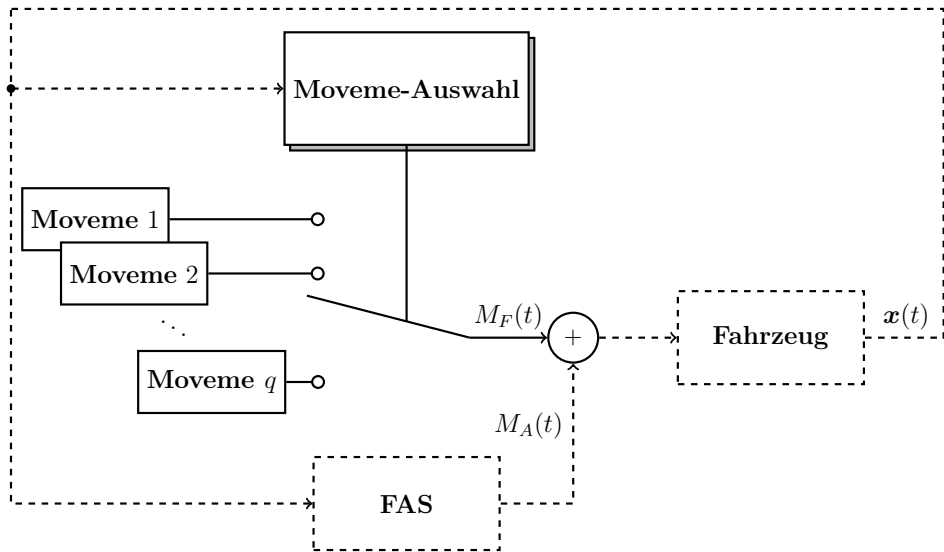 Moveme-Auswahl
Moveme 1
Moveme 2
. . .
Moveme q
M_F(t)
+
Fahrzeug
x(t)
M_A(t)
FAS